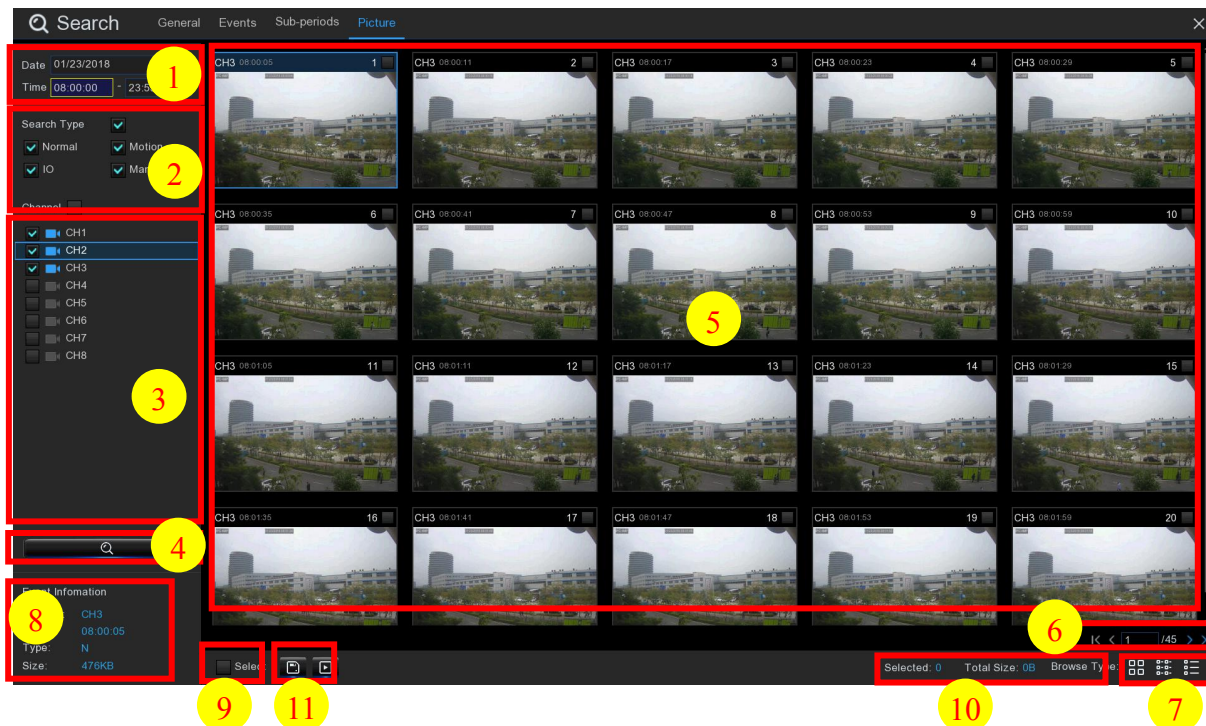 Search General Events Sub-periods Picture
Date 01/23/2018
Time 08:00:00 - 23:5
1
Search Type
Normal Motion
IO Ma
2
Channel
CH1
CH2
CH3
CH4
CH5
CH6
CH7
CH8
3
4
Event Infomation
CH3
08:00:05
Type: N
Size: 476KB
8
CH3 08:00:05 1
CH3 08:00:11 2
CH3 08:00:17 3
CH3 08:00:23 4
CH3 08:00:29 5
CH3 08:00:35 6
CH3 08:00:41 7
CH3 08:00:47 8
CH3 08:00:53 9
CH3 08:00:59 10
5
CH3 08:01:05 11
CH3 08:01:11 12
CH3 08:01:17 13
CH3 08:01:23 14
CH3 08:01:29 15
CH3 08:01:35 16
CH3 08:01:41 17
CH3 08:01:47 18
CH3 08:01:53 19
CH3 08:01:59 20
6
1 /45
Selec
Selected: 0 Total Size: 0B Browse Type:
9
11
10
7